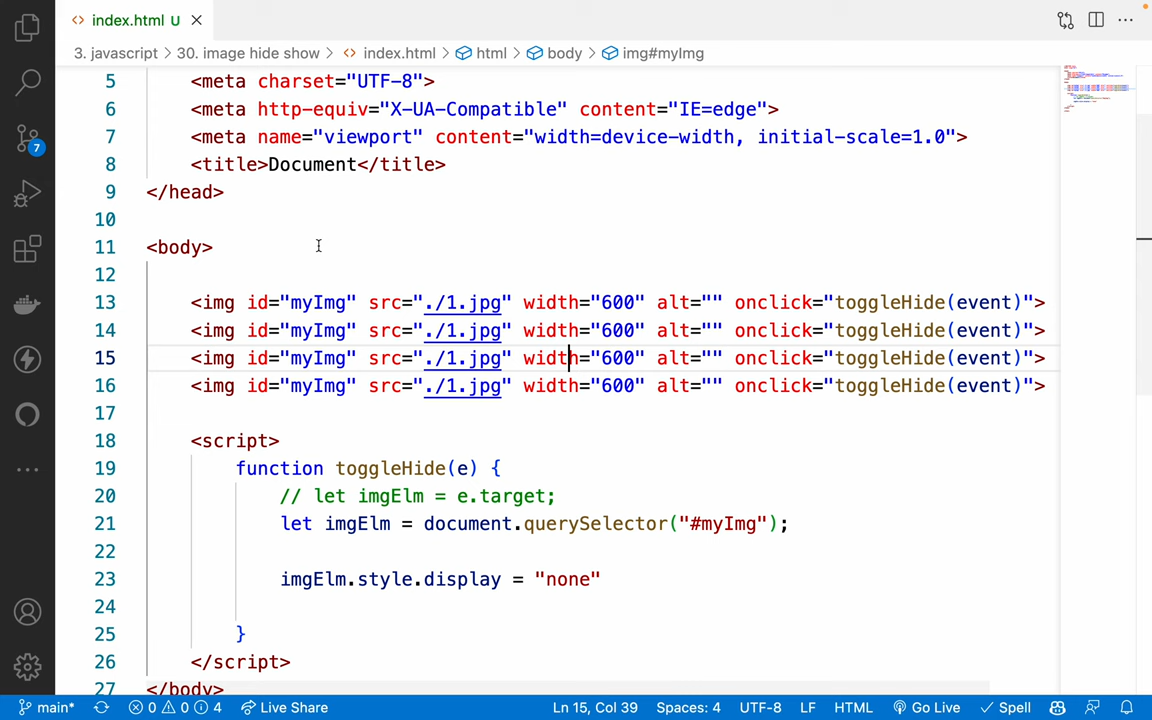 index.html U
3. javascript > 30. image hide show > index.html > html > body > img#myImg
5 <meta charset="UTF-8">
6 <meta http-equiv="X-UA-Compatible" content="IE=edge">
7 <meta name="viewport" content="width=device-width, initial-scale=1.0">
8 <title>Document</title>
9 </head>
10
11 <body>
12
13 <img id="myImg" src="./1.jpg" width="600" alt="" onclick="toggleHide(event)">
14 <img id="myImg" src="./1.jpg" width="600" alt="" onclick="toggleHide(event)">
15 <img id="myImg" src="./1.jpg" width="600" alt="" onclick="toggleHide(event)">
16 <img id="myImg" src="./1.jpg" width="600" alt="" onclick="toggleHide(event)">
17
18 <script>
19 function toggleHide(e) {
20 // let imgElm = e.target;
21 let imgElm = document.querySelector("#myImg");
22
23 imgElm.style.display = "none"
24
25 }
26 </script>
27 </body>
7
main* 0 0 4 Live Share Ln 15, Col 39 Spaces: 4 UTF-8 LF HTML Go Live Spell